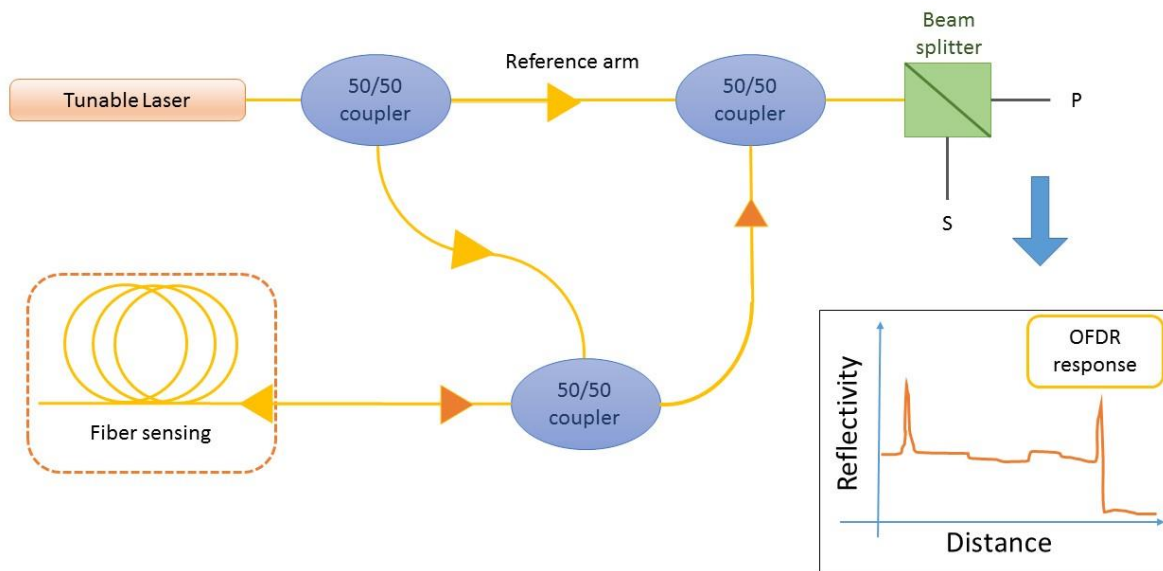 Tunable Laser
50/50
coupler
Reference arm
50/50
coupler
Beam
splitter
P
S
Fiber sensing
50/50
coupler
OFDR
response
Reflectivity
Distance